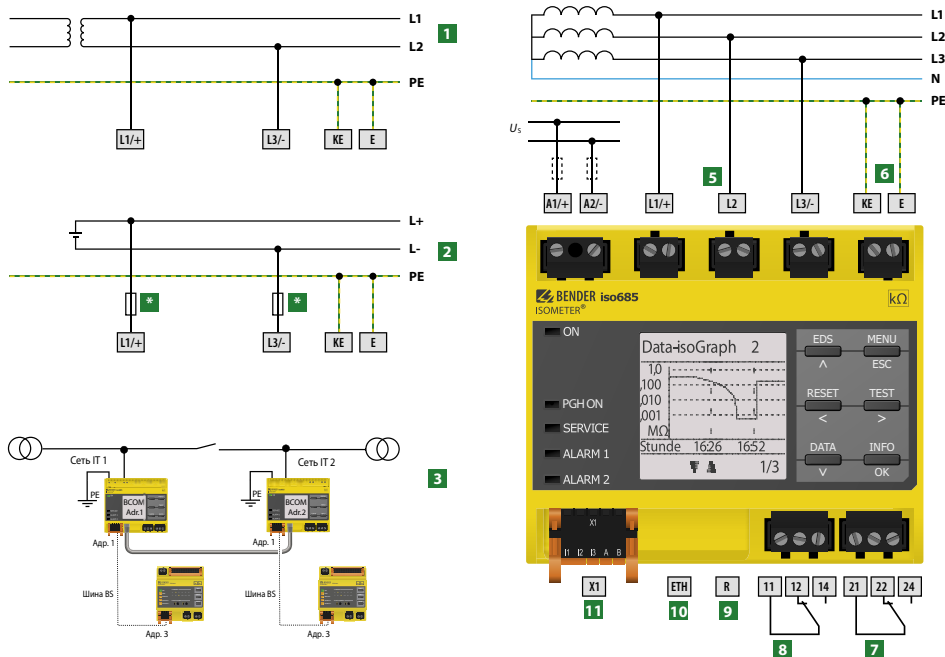 L1
1
L2
PE
L1/+
L3/-
KE
E
L+
L-
2
PE
*
*
L1/+
L3/-
KE
E
3
Сеть IT 1
Сеть IT 2
PE
PE
BCOM
Adr.1
BCOM
Adr.2
Адр. 1
Адр. 1
Шина BS
Шина BS
Адр. 3
Адр. 3
L1
L2
L3
N
PE
Us
5
6
A1/+
A2/-
L1/+
L2
L3/-
KE
E
BENDER iso685
ISOMETER®
kΩ
ON
PGH ON
SERVICE
ALARM 1
ALARM 2
Data-isoGraph 2
1,0
,100
,010
,001
MΩ
Stunde 16:26 16:52
1/3
EDS
MENU
ESC
RESET
TEST
<
>
DATA
INFO
OK
X1
I1 I2 I3 A B
X1
ETH
R
11
12
14
21
22
24
11
10
9
8
7